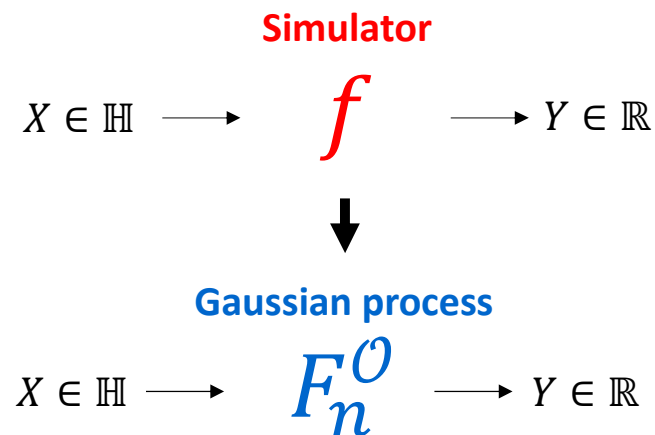 Simulator
X ∈ ℍ → f → Y ∈ ℝ
Gaussian process
X ∈ ℍ → F_n^𝒪 → Y ∈ ℝ